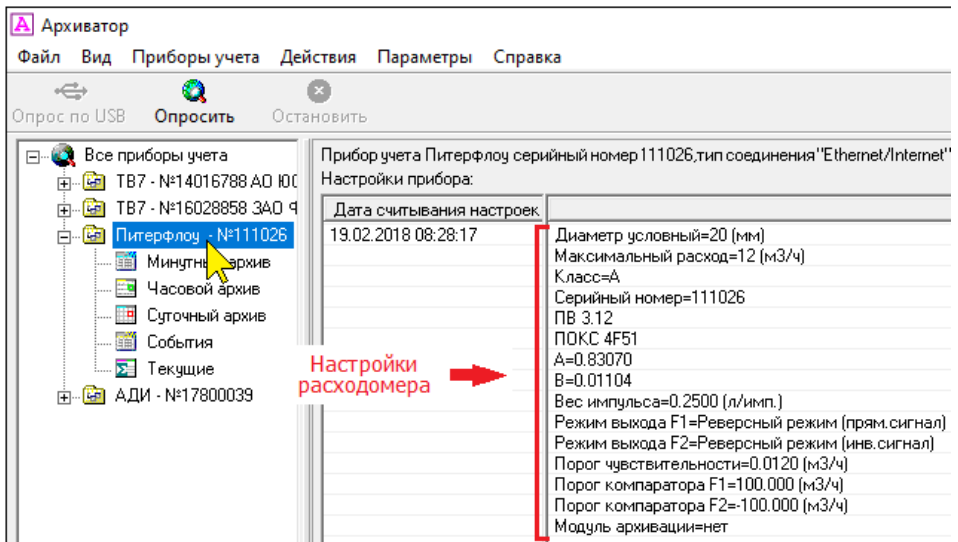 Архиватор
Файл Вид Приборы учета Действия Параметры Справка
Опрос по USB Опросить Остановить
Все приборы учета
ТВ7 - №14016788 АО
ТВ7 - №16028858 ЗАО
Питерфлоу - №111026
Минутный архив
Часовой архив
Суточный архив
События
Текущие
АДИ - №17800039
Прибор учета Питерфлоу серийный номер 111026,тип соединения "Ethernet/Internet"
Настройки прибора:
Дата считывания настроек
19.02.2018 08:28:17
Настройки
расходомера
Диаметр условный=20 (мм)
Максимальный расход=12 (м3/ч)
Класс=A
Серийный номер=111026
ПВ 3.12
ПОКС 4F51
A=0.83070
B=0.01104
Вес импульса=0.2500 (л/имп.)
Режим выхода F1=Реверсный режим (прям.сигнал)
Режим выхода F2=Реверсный режим (инв.сигнал)
Порог чувствительности=0.0120 (м3/ч)
Порог компаратора F1=100.000 (м3/ч)
Порог компаратора F2=-100.000 (м3/ч)
Модуль архивации=нет